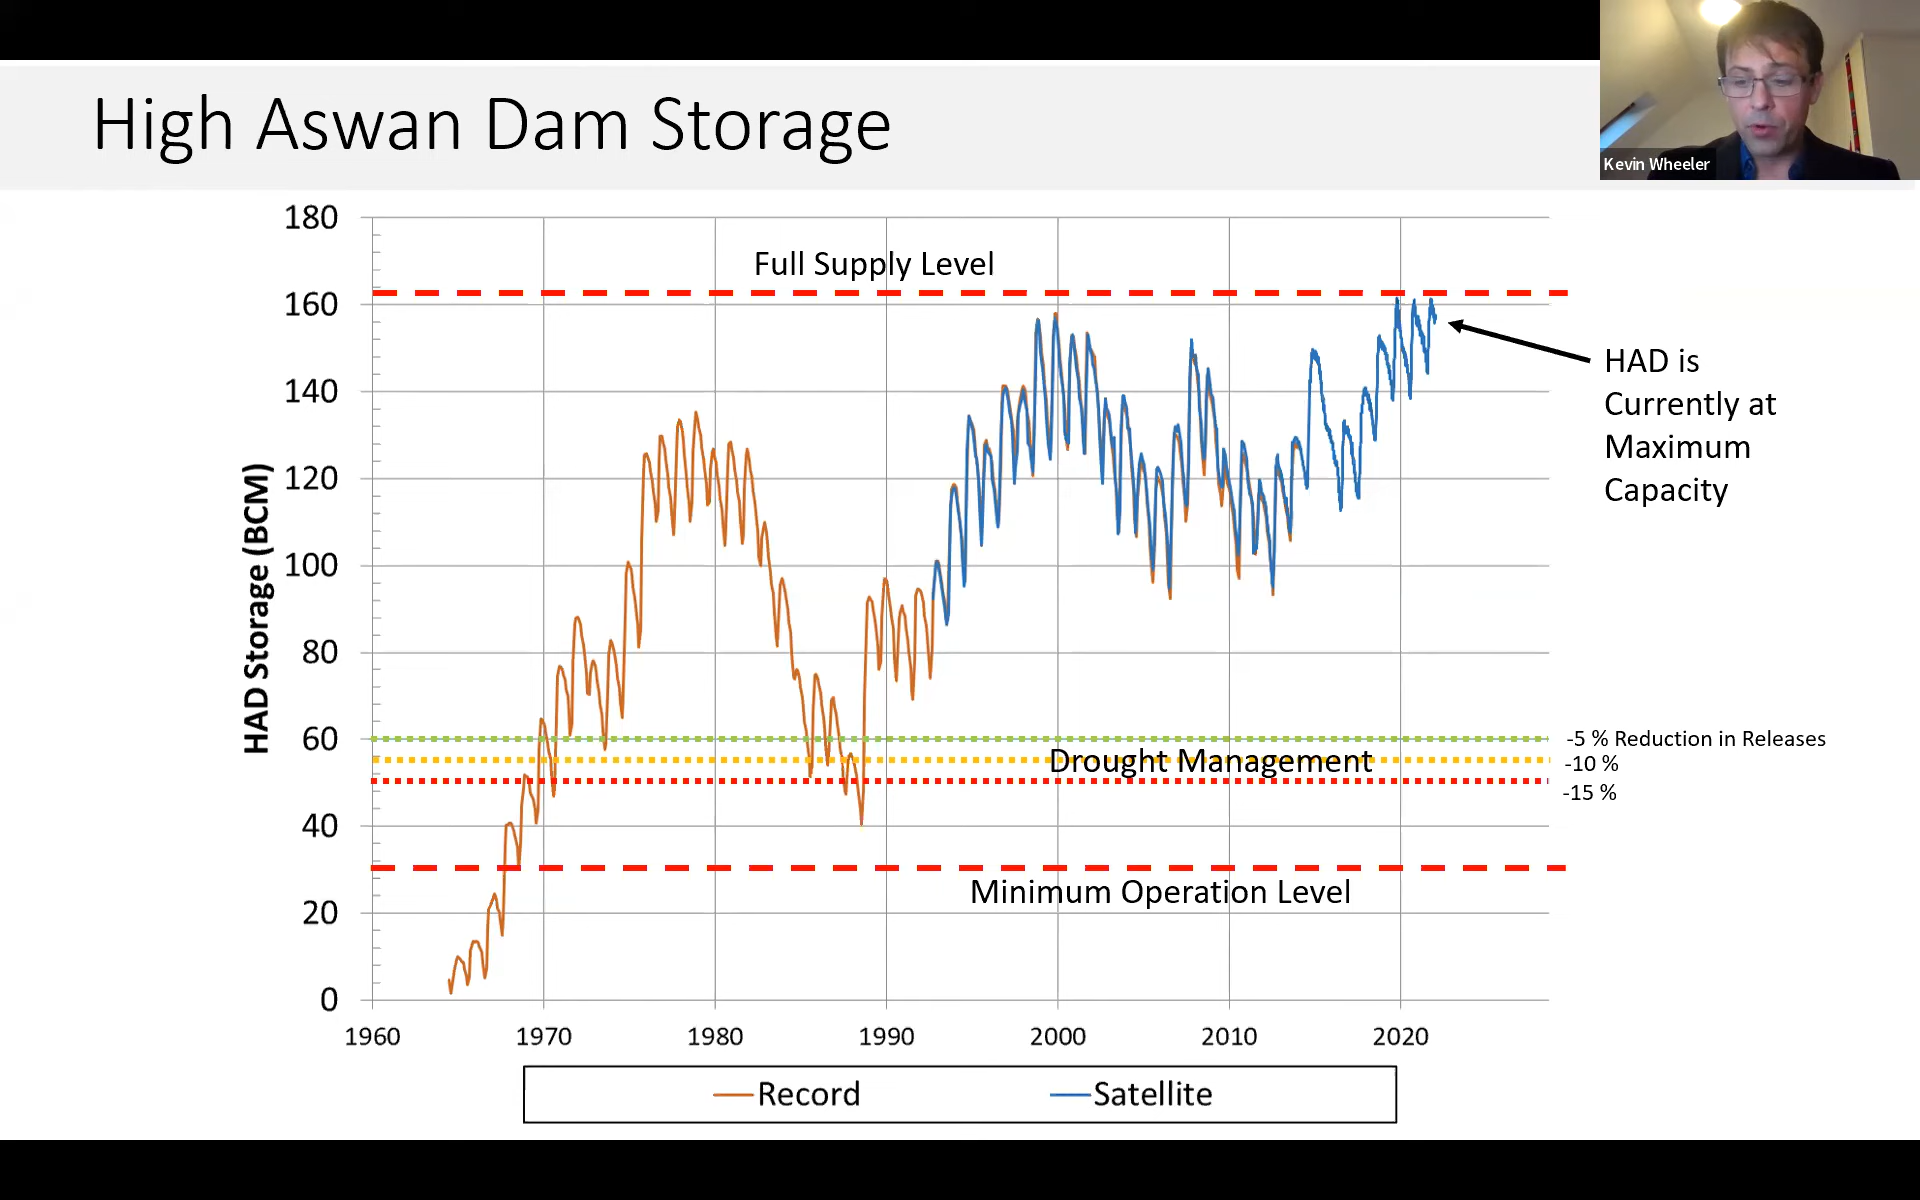 High Aswan Dam Storage
Kevin Wheeler
HAD Storage (BCM)
180
160
140
120
100
80
60
40
20
0
Full Supply Level
HAD is
Currently at
Maximum
Capacity
Drought Management
-5 % Reduction in Releases
-10 %
-15 %
Minimum Operation Level
1960 1970 1980 1990 2000 2010 2020
Record Satellite